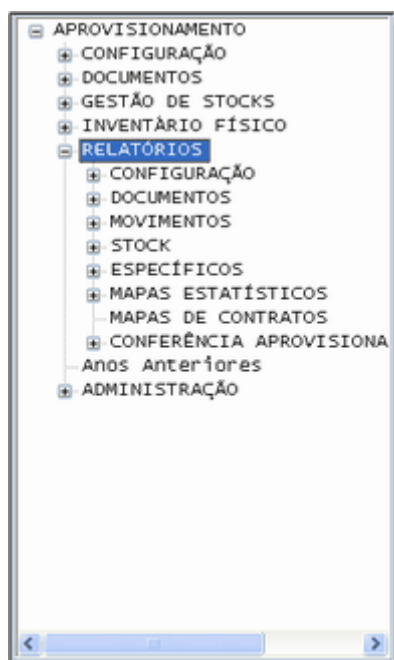 APROVISIONAMENTO
CONFIGURAÇÃO
DOCUMENTOS
GESTÃO DE STOCKS
INVENTÁRIO FÍSICO
RELATÓRIOS
CONFIGURAÇÃO
DOCUMENTOS
MOVIMENTOS
STOCK
ESPECÍFICOS
MAPAS ESTATÍSTICOS
MAPAS DE CONTRATOS
CONFERÊNCIA APROVISIONA
Anos Anteriores
ADMINISTRAÇÃO